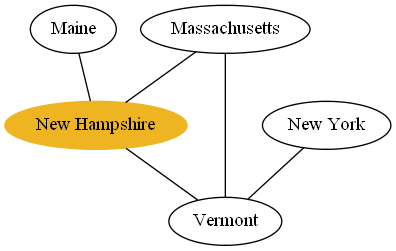 Maine
Massachusetts
New Hampshire
New York
Vermont